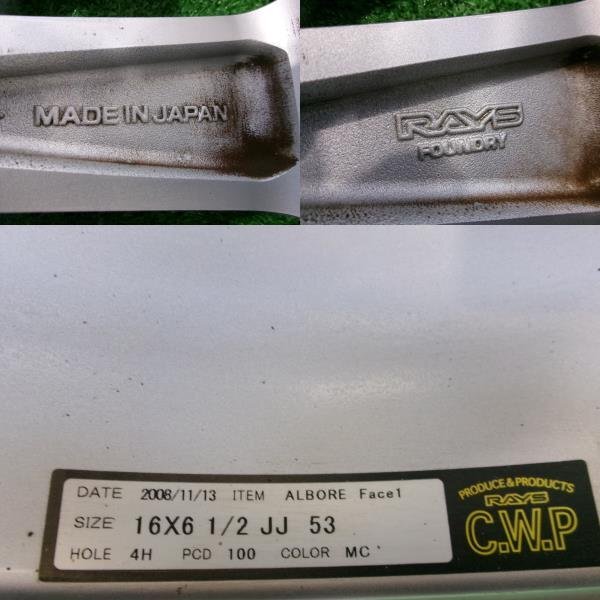 MADE IN JAPAN
RAYS
FOUNDRY
DATE 2008/11/13 ITEM ALBORE Face1
SIZE 16X6 1/2 JJ 53
HOLE 4H PCD 100 COLOR MC
PRODUCE & PRODUCTS
RAYS
C.W.P